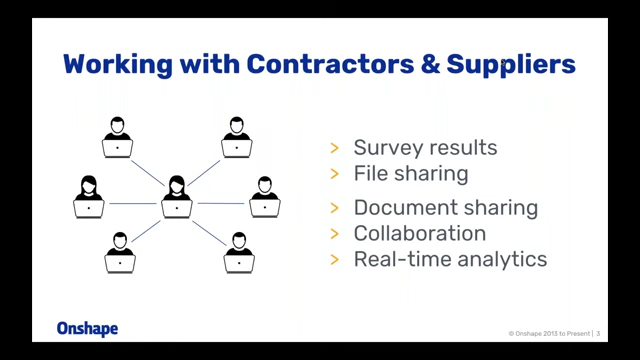 Working with Contractors & Suppliers
> Survey results
> File sharing
> Document sharing
> Collaboration
> Real-time analytics
Onshape
© Onshape 2013 to Present | 3